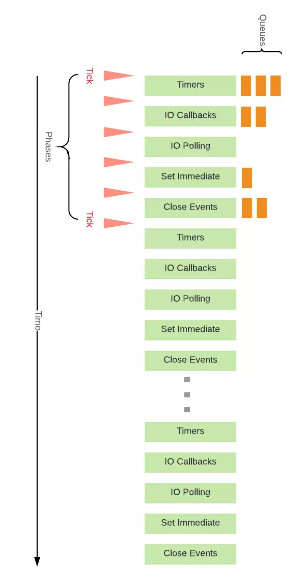 Queues
Tick
Timers
IO Callbacks
Phases
IO Polling
Set Immediate
Close Events
Tick
Timers
IO Callbacks
IO Polling
Time
Set Immediate
Close Events
Timers
IO Callbacks
IO Polling
Set Immediate
Close Events